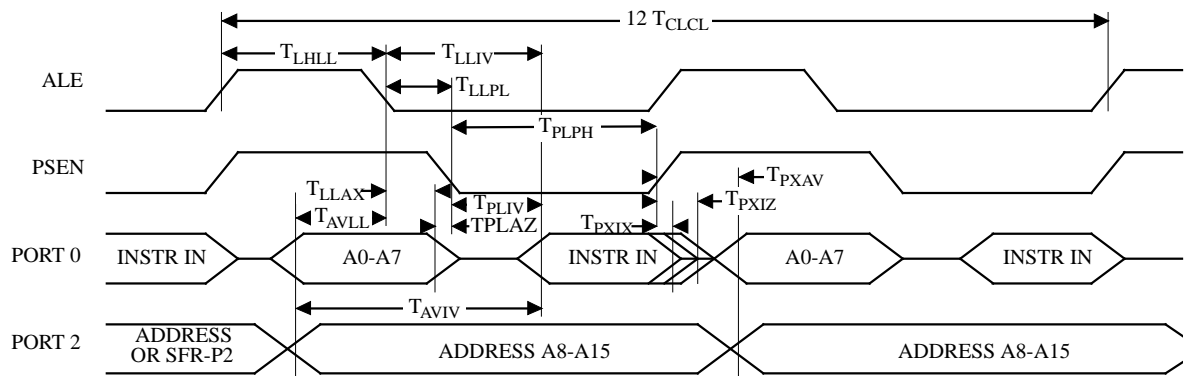 12 TCLCL
TLHLL
TLLIV
ALE
TLLPL
TPLPH
PSEN
TLLAX
TPXAV
TPLIV
TPXIZ
TAVLL
TPLAZ
TPXIX
PORT 0
INSTR IN
A0-A7
INSTR IN
A0-A7
INSTR IN
TAVIV
PORT 2
ADDRESS
OR SFR-P2
ADDRESS A8-A15
ADDRESS A8-A15